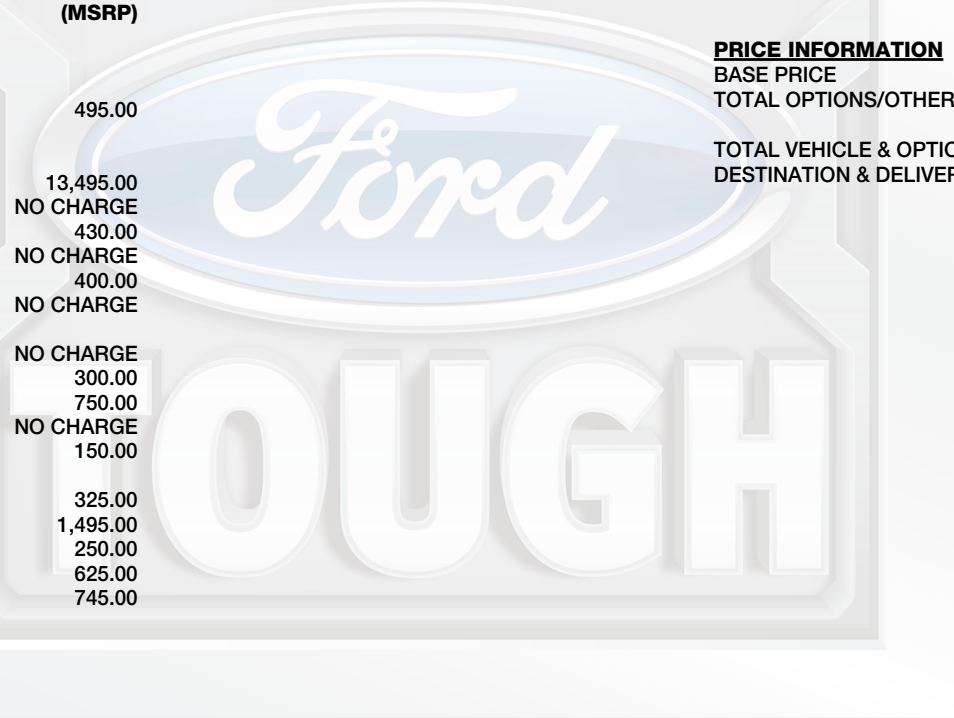 (MSRP)
495.00
13,495.00
NO CHARGE
430.00
NO CHARGE
400.00
NO CHARGE
NO CHARGE
300.00
750.00
NO CHARGE
150.00
325.00
1,495.00
250.00
625.00
745.00
PRICE INFORMATION
BASE PRICE
TOTAL OPTIONS/OTHER
TOTAL VEHICLE & OPTIO
DESTINATION & DELIVER
Ford
TOUGH